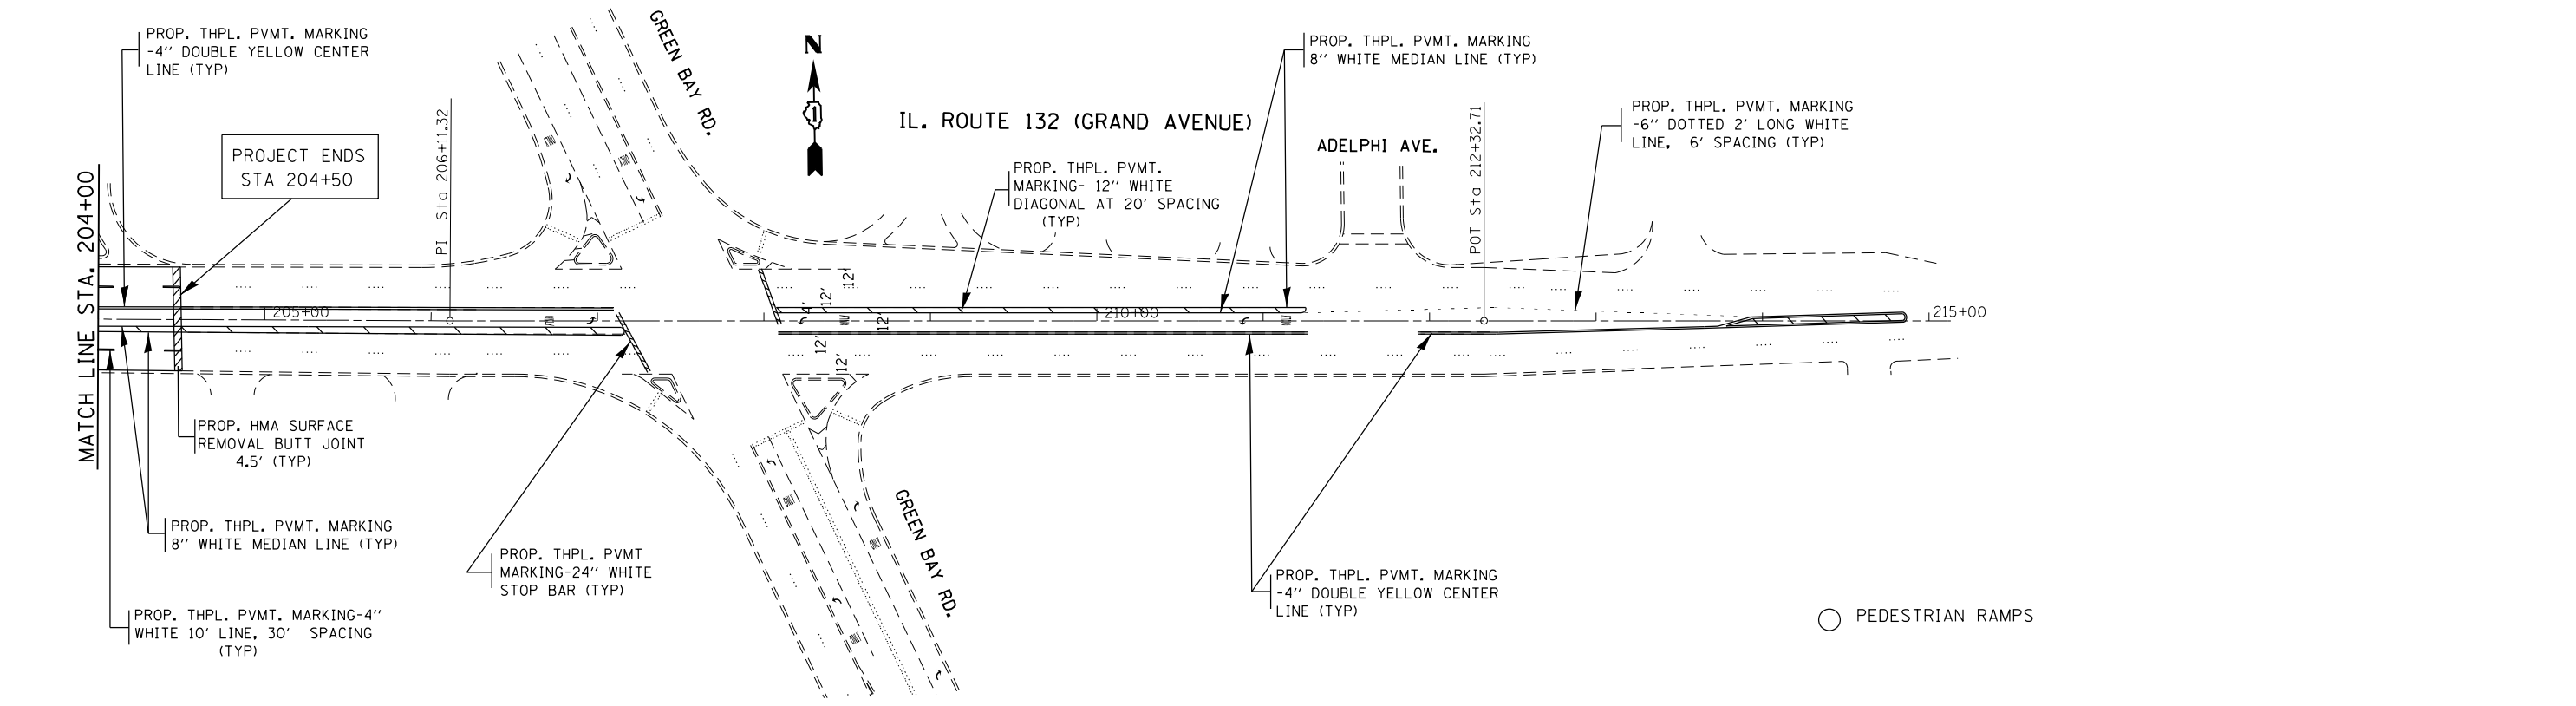 PROP. THPL. PVMT. MARKING
-4" DOUBLE YELLOW CENTER
LINE (TYP)
PROJECT ENDS
STA 204+50
MATCH LINE STA. 204+00
PI Sta 206+11.32
GREEN BAY RD.
N
1
IL. ROUTE 132 (GRAND AVENUE)
PROP. THPL. PVMT.
MARKING- 12" WHITE
DIAGONAL AT 20' SPACING
(TYP)
PROP. THPL. PVMT. MARKING
8" WHITE MEDIAN LINE (TYP)
ADELPHI AVE.
POT Sta 212+32.71
PROP. THPL. PVMT. MARKING
-6" DOTTED 2' LONG WHITE
LINE, 6' SPACING (TYP)
205+00
12'
12'
4'
12'
12'
12'
210+00
215+00
PROP. HMA SURFACE
REMOVAL BUTT JOINT
4.5' (TYP)
PROP. THPL. PVMT. MARKING
8" WHITE MEDIAN LINE (TYP)
PROP. THPL. PVMT. MARKING-4"
WHITE 10' LINE, 30' SPACING
(TYP)
PROP. THPL. PVMT
MARKING-24" WHITE
STOP BAR (TYP)
GREEN BAY RD.
PROP. THPL. PVMT. MARKING
-4" DOUBLE YELLOW CENTER
LINE (TYP)
PEDESTRIAN RAMPS